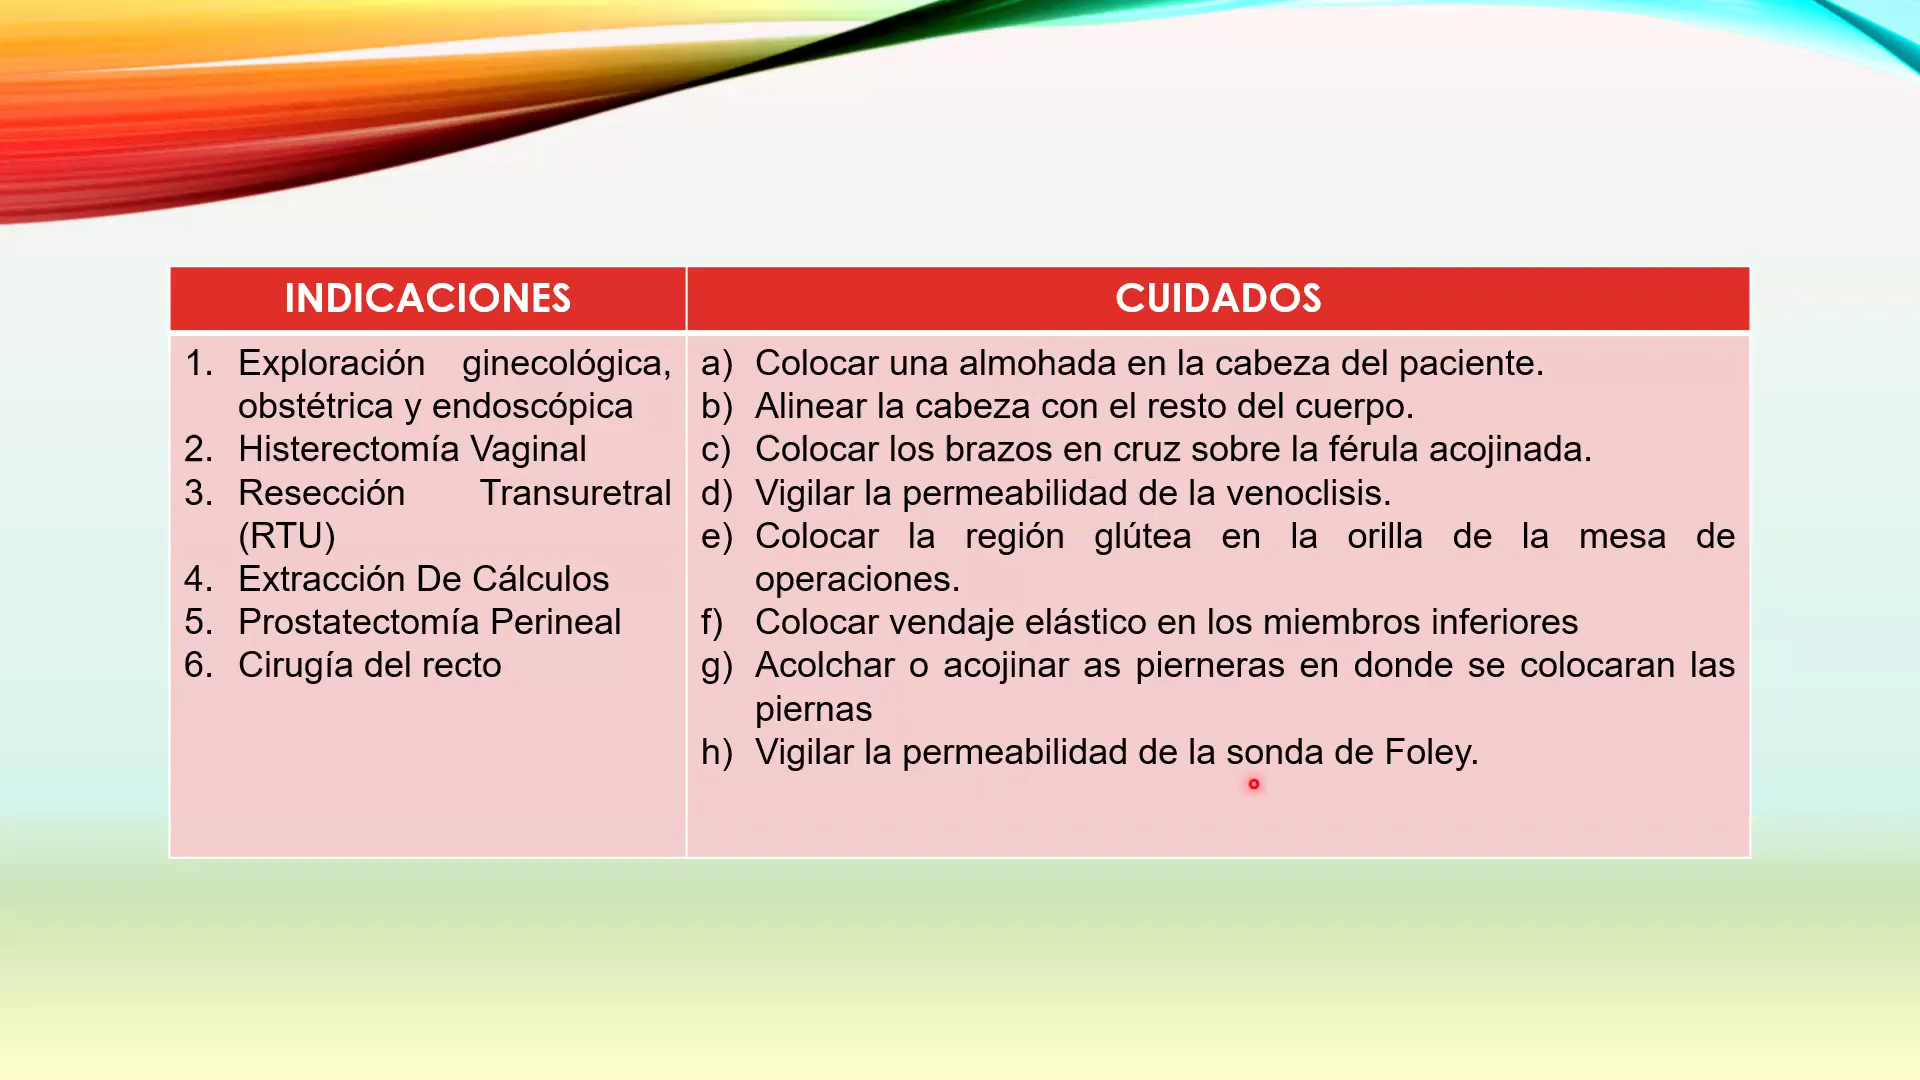 INDICACIONES
CUIDADOS
1. Exploración ginecológica,
obstétrica y endoscópica
2. Histerectomía Vaginal
3. Resección Transuretral
(RTU)
4. Extracción De Cálculos
5. Prostatectomía Perineal
6. Cirugía del recto
a) Colocar una almohada en la cabeza del paciente.
b) Alinear la cabeza con el resto del cuerpo.
c) Colocar los brazos en cruz sobre la férula acojinada.
d) Vigilar la permeabilidad de la venoclisis.
e) Colocar la región glútea en la orilla de la mesa de
operaciones.
f) Colocar vendaje elástico en los miembros inferiores
g) Acolchar o acojinar as pierneras en donde se colocaran las
piernas
h) Vigilar la permeabilidad de la sonda de Foley.